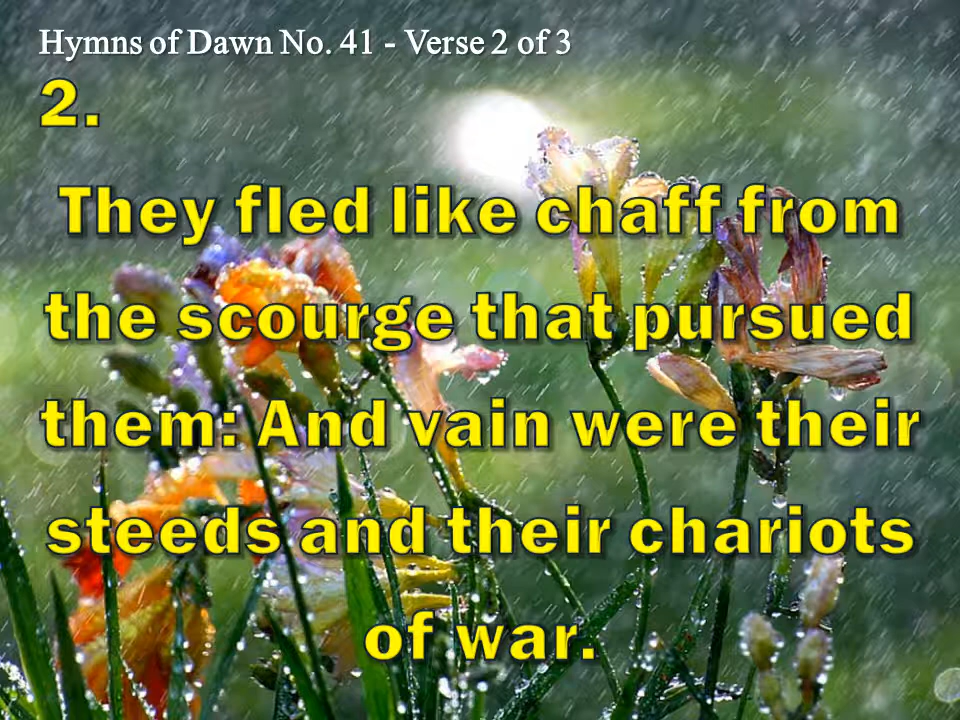 Hymns of Dawn No. 41 - Verse 2 of 3
2.
They fled like chaff from
the scourge that pursued
them: And vain were their
steeds and their chariots
of war.